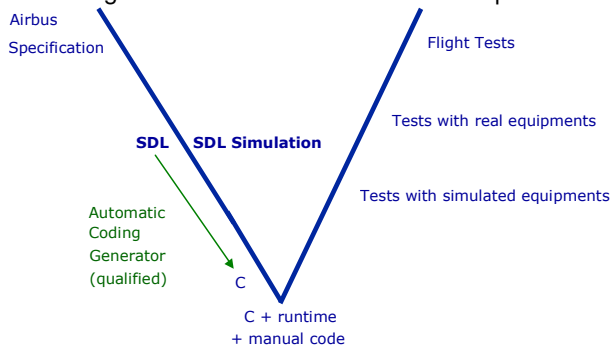 Airbus
Specification
Flight Tests
SDL SDL Simulation
Tests with real equipments
Tests with simulated equipments
Automatic
Coding
Generator
(qualified)
C
C + runtime
+ manual code